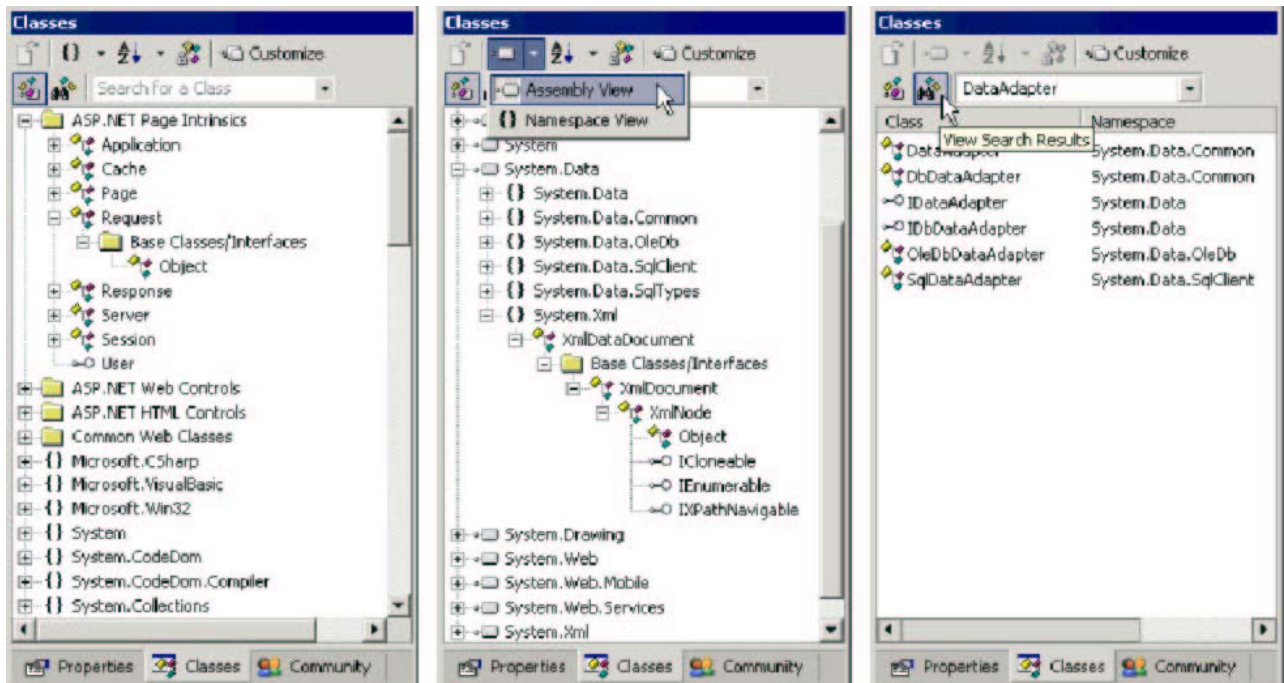 Classes
{} Customize
Search for a Class
ASP.NET Page Intrinsics
Application
Cache
Page
Request
Base Classes/Interfaces
Object
Response
Server
Session
User
ASP.NET Web Controls
ASP.NET HTML Controls
Common Web Classes
{} Microsoft.CSharp
{} Microsoft.VisualBasic
{} Microsoft.Win32
{} System
{} System.CodeDom
{} System.CodeDom.Compiler
{} System.Collections
Properties Classes Community
Classes
Customize
Assembly View
{} Namespace View
System
System.Data
{} System.Data
{} System.Data.Common
{} System.Data.OleDb
{} System.Data.SqlClient
{} System.Data.SqlTypes
{} System.Xml
XmlDataDocument
Base Classes/Interfaces
XmlDocument
XmlNode
Object
ICloneable
IEnumerable
IXPathNavigable
System.Drawing
System.Web
System.Web.Mobile
System.Web.Services
System.Xml
Properties Classes Community
Classes
Customize
DataAdapter
Class Namespace
View Search Results
DataAdapter System.Data.Common
DbDataAdapter System.Data.Common
IDataAdapter System.Data
IDbDataAdapter System.Data
OleDbDataAdapter System.Data.OleDb
SqlDataAdapter System.Data.SqlClient
Properties Classes Community